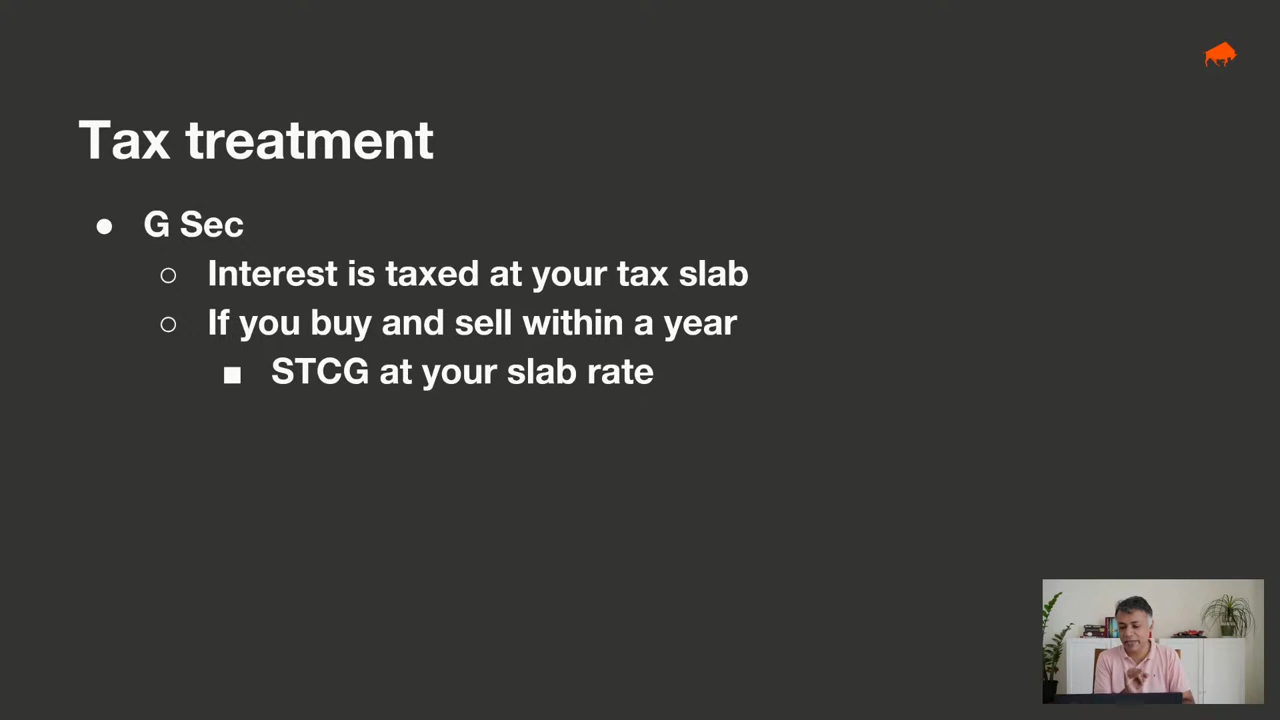 Tax treatment
● G Sec
○ Interest is taxed at your tax slab
○ If you buy and sell within a year
■ STCG at your slab rate